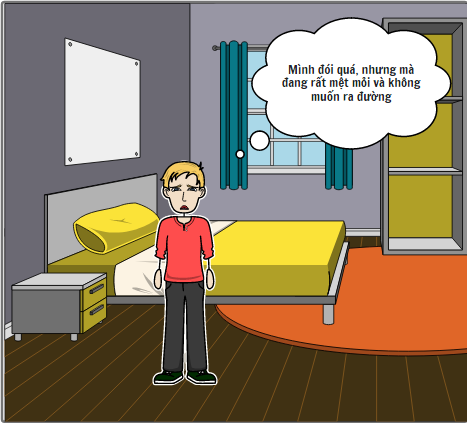 Mình đói quá, nhưng mà
đang rất mệt mỏi và không
muốn ra đường